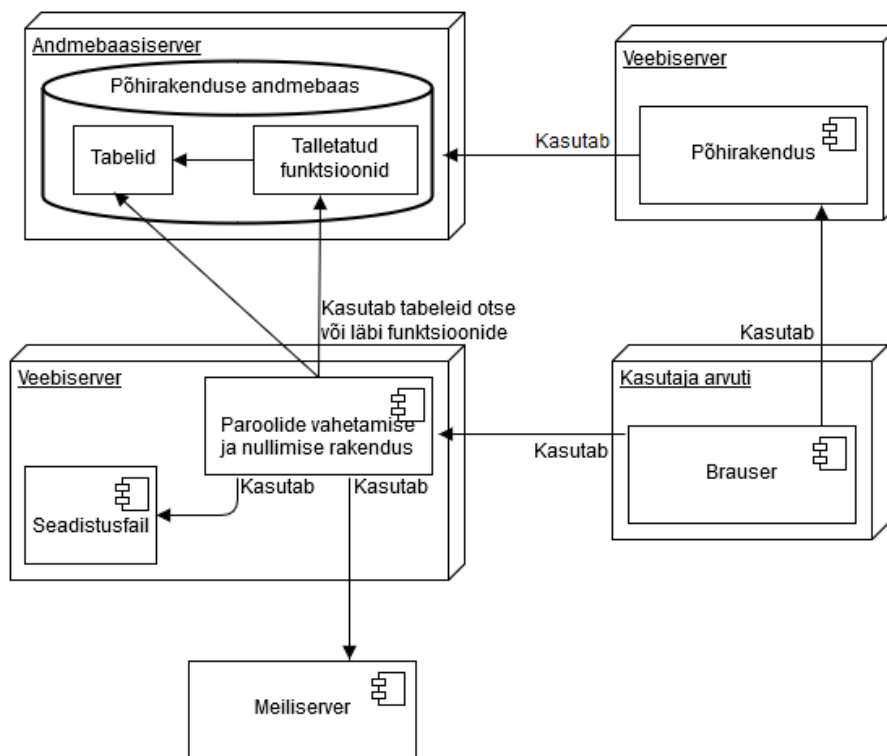 Andmebaasiserver
Põhirakenduse andmebaas
Tabelid
Talletatud
funktsioonid
Kasutab
Veebiserver
Põhirakendus
Kasutab tabeleid otse
või läbi funktsioonide
Kasutab
Veebiserver
Paroolide vahetamise
ja nullimise rakendus
Kasutab
Kasutab
Seadistusfail
Kasutab
Kasutaja arvuti
Brauser
Meiliserver